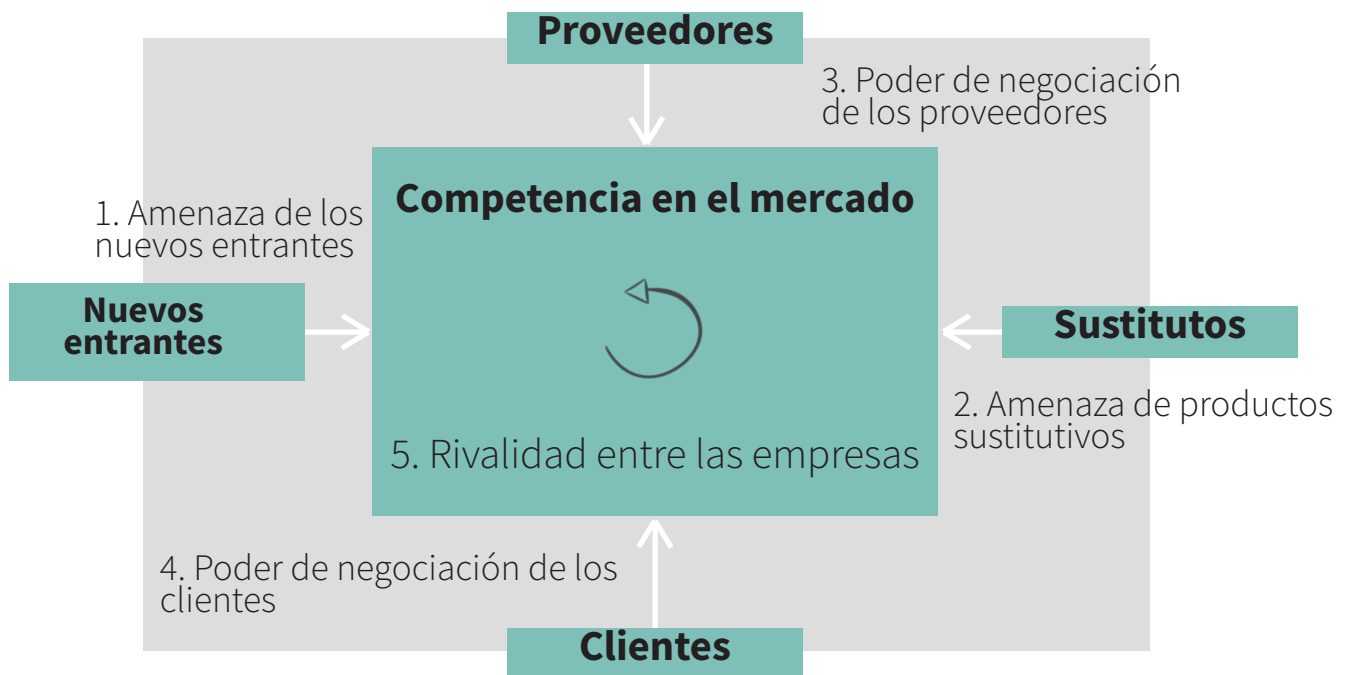 Proveedores
3. Poder de negociación
de los proveedores
Competencia en el mercado
1. Amenaza de los
nuevos entrantes
Nuevos
entrantes
Sustitutos
2. Amenaza de productos
sustitutivos
5. Rivalidad entre las empresas
4. Poder de negociación de los
clientes
Clientes